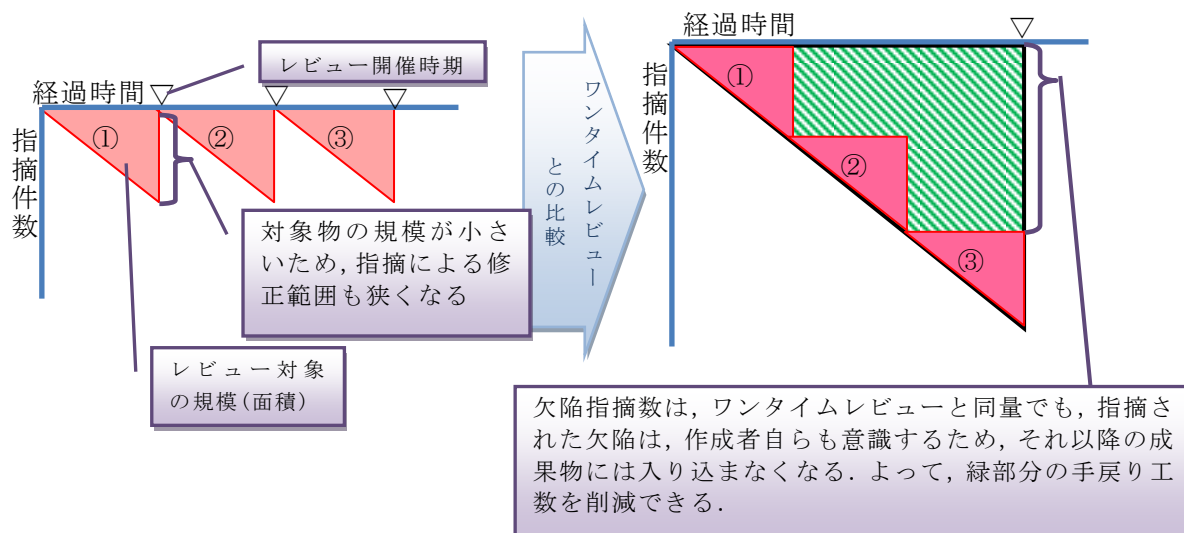 レビュー開催時期
経過時間
指摘件数
①
②
③
対象物の規模が小さ
いため,指摘による修
正範囲も狭くなる
レビュー対象
の規模(面積)
ワンタイムレビュー
との比較
経過時間
指摘件数
①
②
③
欠陥指摘数は,ワンタイムレビューと同量でも,指摘さ
れた欠陥は,作成者自らも意識するため,それ以降の成
果物には入り込まなくなる.よって,緑部分の手戻り工
数を削減できる.